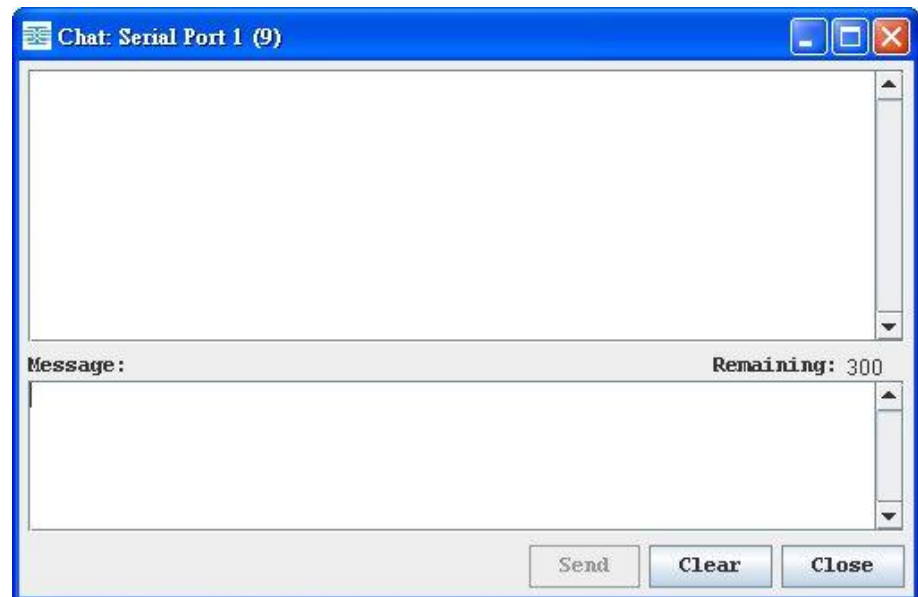 Chat: Serial Port 1 (9)
Message: Remaining: 300
Send Clear Close